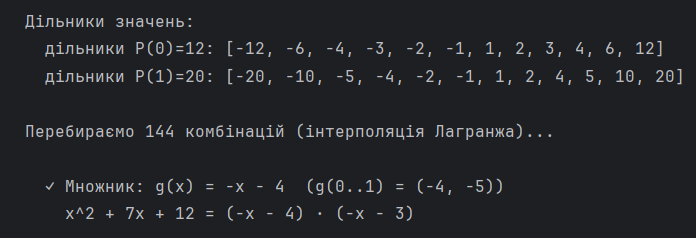 Дільники значень:
дільники P(0)=12: [-12, -6, -4, -3, -2, -1, 1, 2, 3, 4, 6, 12]
дільники P(1)=20: [-20, -10, -5, -4, -2, -1, 1, 2, 4, 5, 10, 20]
Перебираємо 144 комбінацій (інтерполяція Лагранжа)...
✓ Множник: g(x) = -x - 4  (g(0..1) = (-4, -5))
x^2 + 7x + 12 = (-x - 4) · (-x - 3)